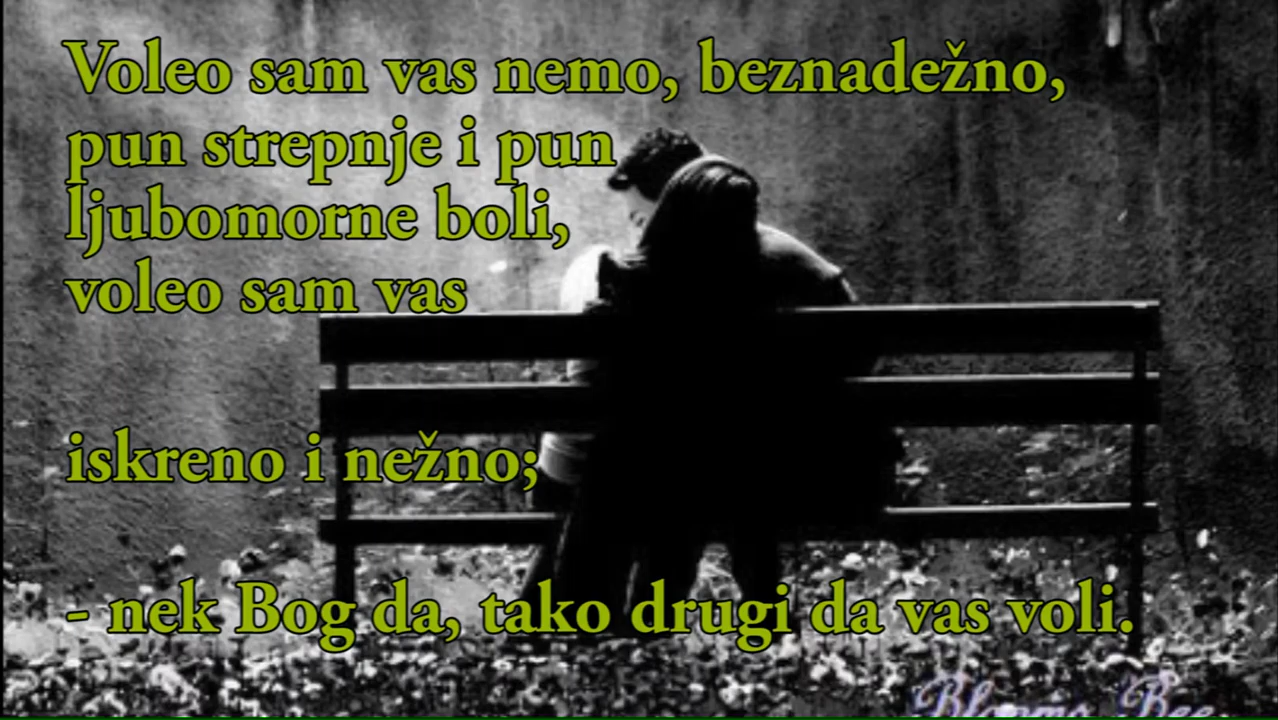 Voleo sam vas nemo, beznadežno,
pun strepnje i pun
ljubomorne boli,
voleo sam vas
iskreno i nežno;
- nek Bog da, tako drugi da vas voli.